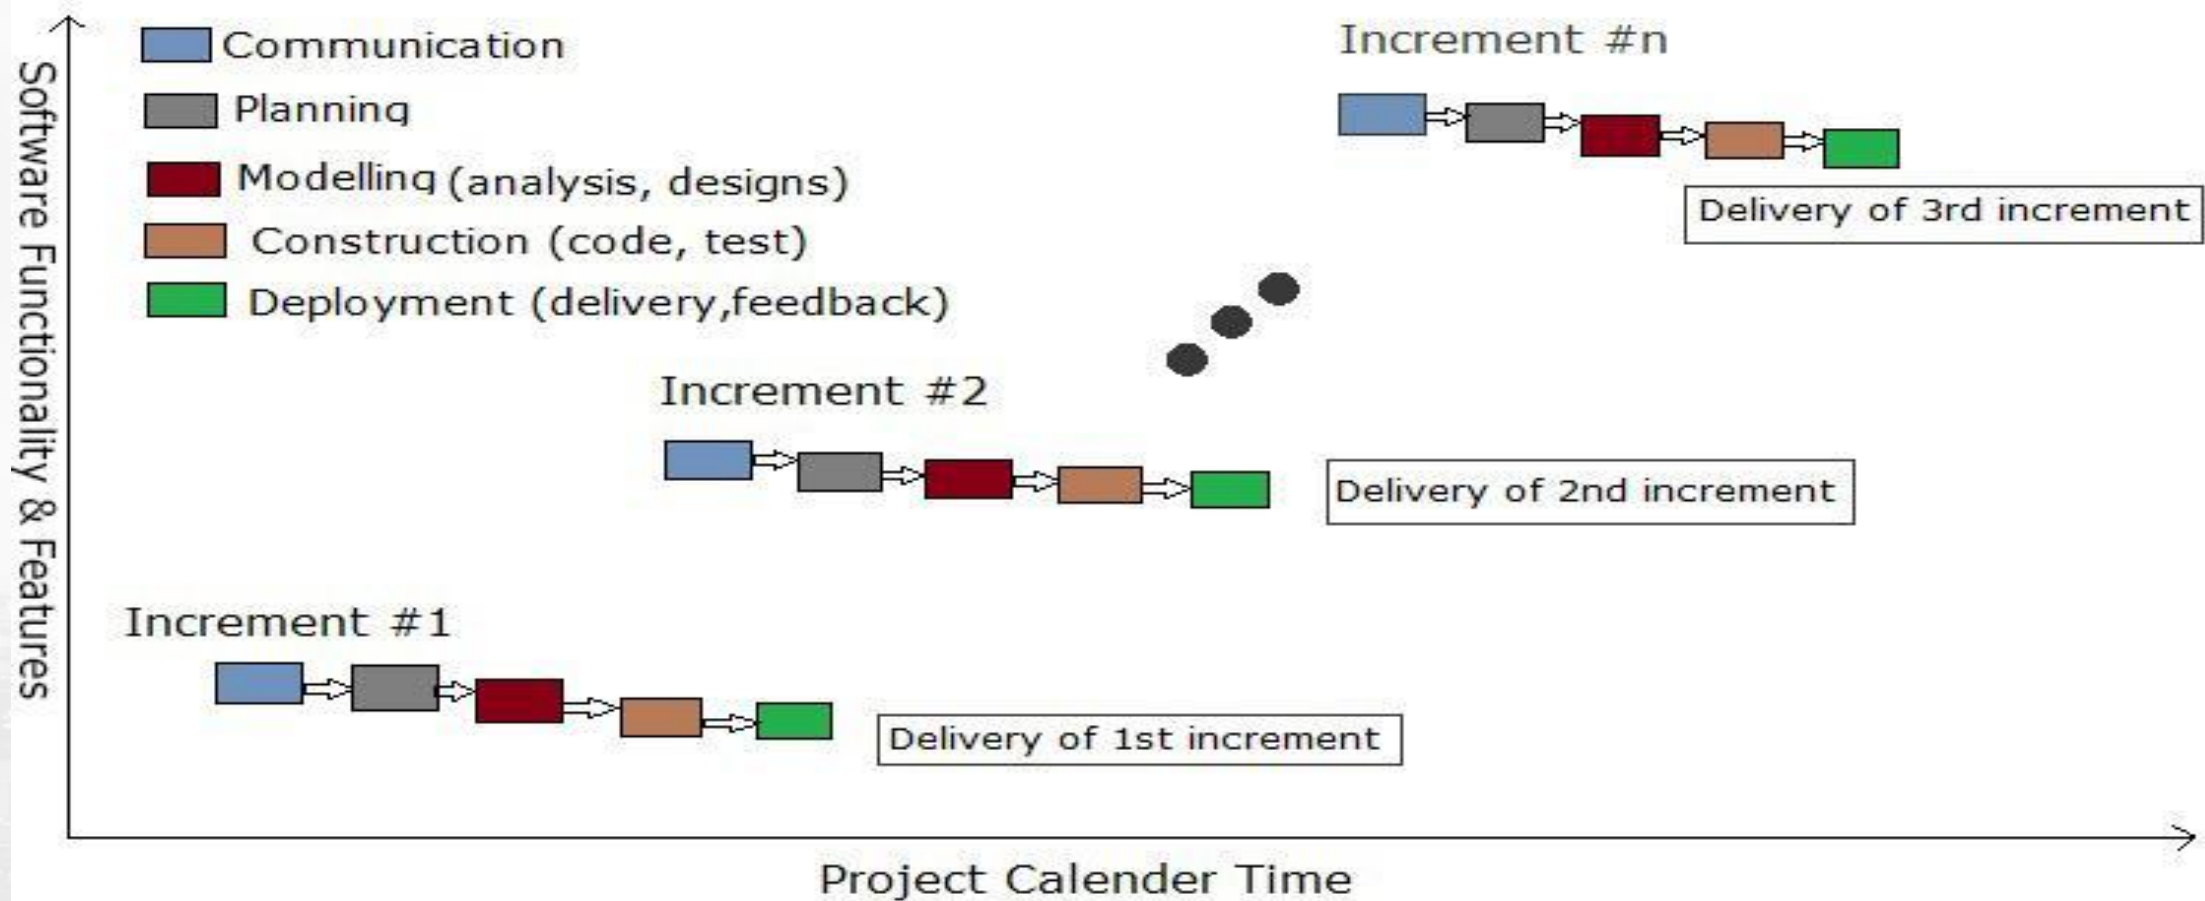 Software Functionality & Features
Communication
Planning
Modelling (analysis, designs)
Construction (code, test)
Deployment (delivery,feedback)
Increment #n
Delivery of 3rd increment
Increment #2
Delivery of 2nd increment
Increment #1
Delivery of 1st increment
Project Calender Time